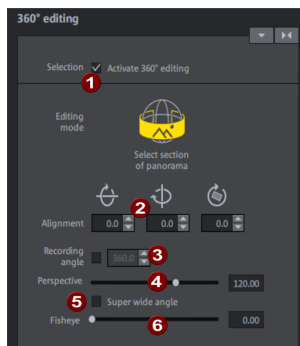 360° editing
Selection Activate 360° editing
1
Editing
mode
Select section
of panorama
2
Alignment 0.0 0.0 0.0
Recording
angle 360.0 3
Perspective 4 120.00
5 Super wide angle
Fisheye 6 0.00